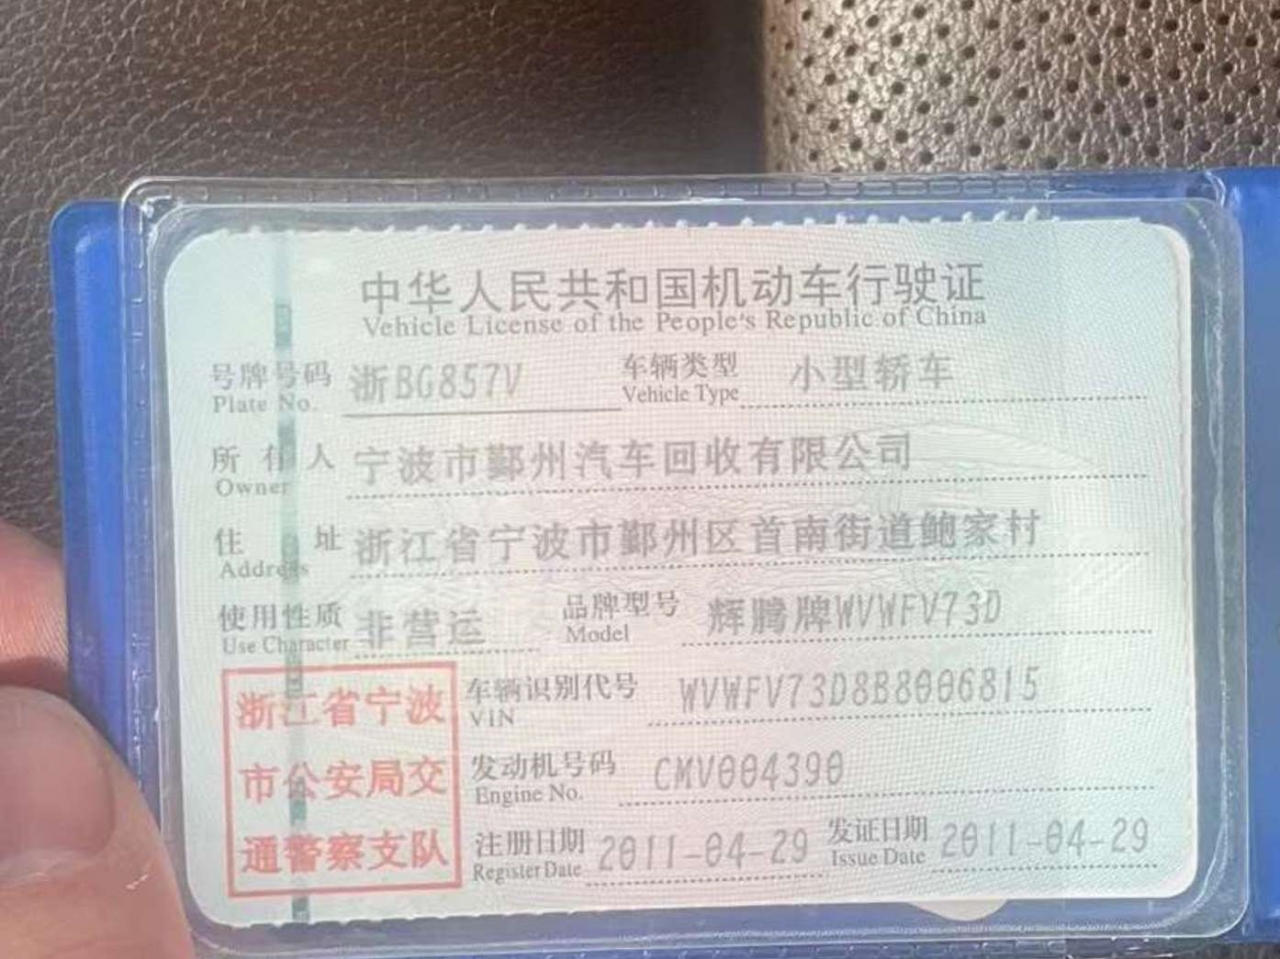 中华人民共和国机动车行驶证
Vehicle License of the People's Republic of China
号牌号码 浙BG857V 车辆类型 小型轿车
Plate No. Vehicle Type
所有人 宁波市鄞州汽车回收有限公司
Owner
住址 浙江省宁波市鄞州区首南街道鲍家村
Address
使用性质 非营运 品牌型号 辉腾牌WVWFV73D
Use Character Model
浙江省宁波 车辆识别代号 WVWFV73D8B8006815
VIN
市公安局交 发动机号码 CMV004390
Engine No.
通警察支队 注册日期 2011-04-29 发证日期 2011-04-29
Register Date Issue Date